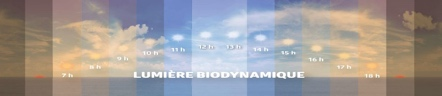 7 h 8 h 9 h 10 h 11 h 12 h 13 h 14 h 15 h 16 h 17 h 18 h
LUMIÈRE BIODYNAMIQUE